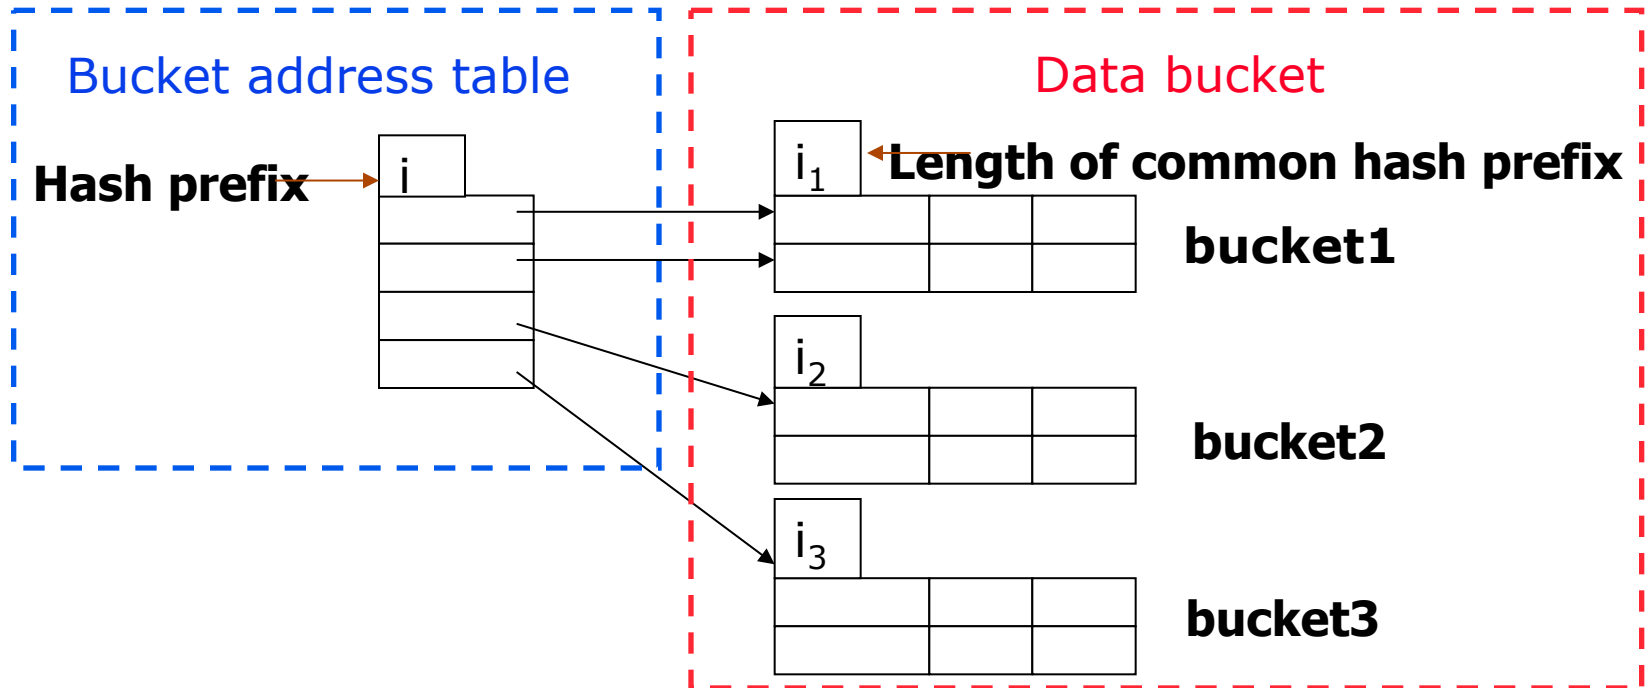 Bucket address table
Hash prefix
i
Data bucket
i₁
Length of common hash prefix
bucket1
i₂
bucket2
i₃
bucket3